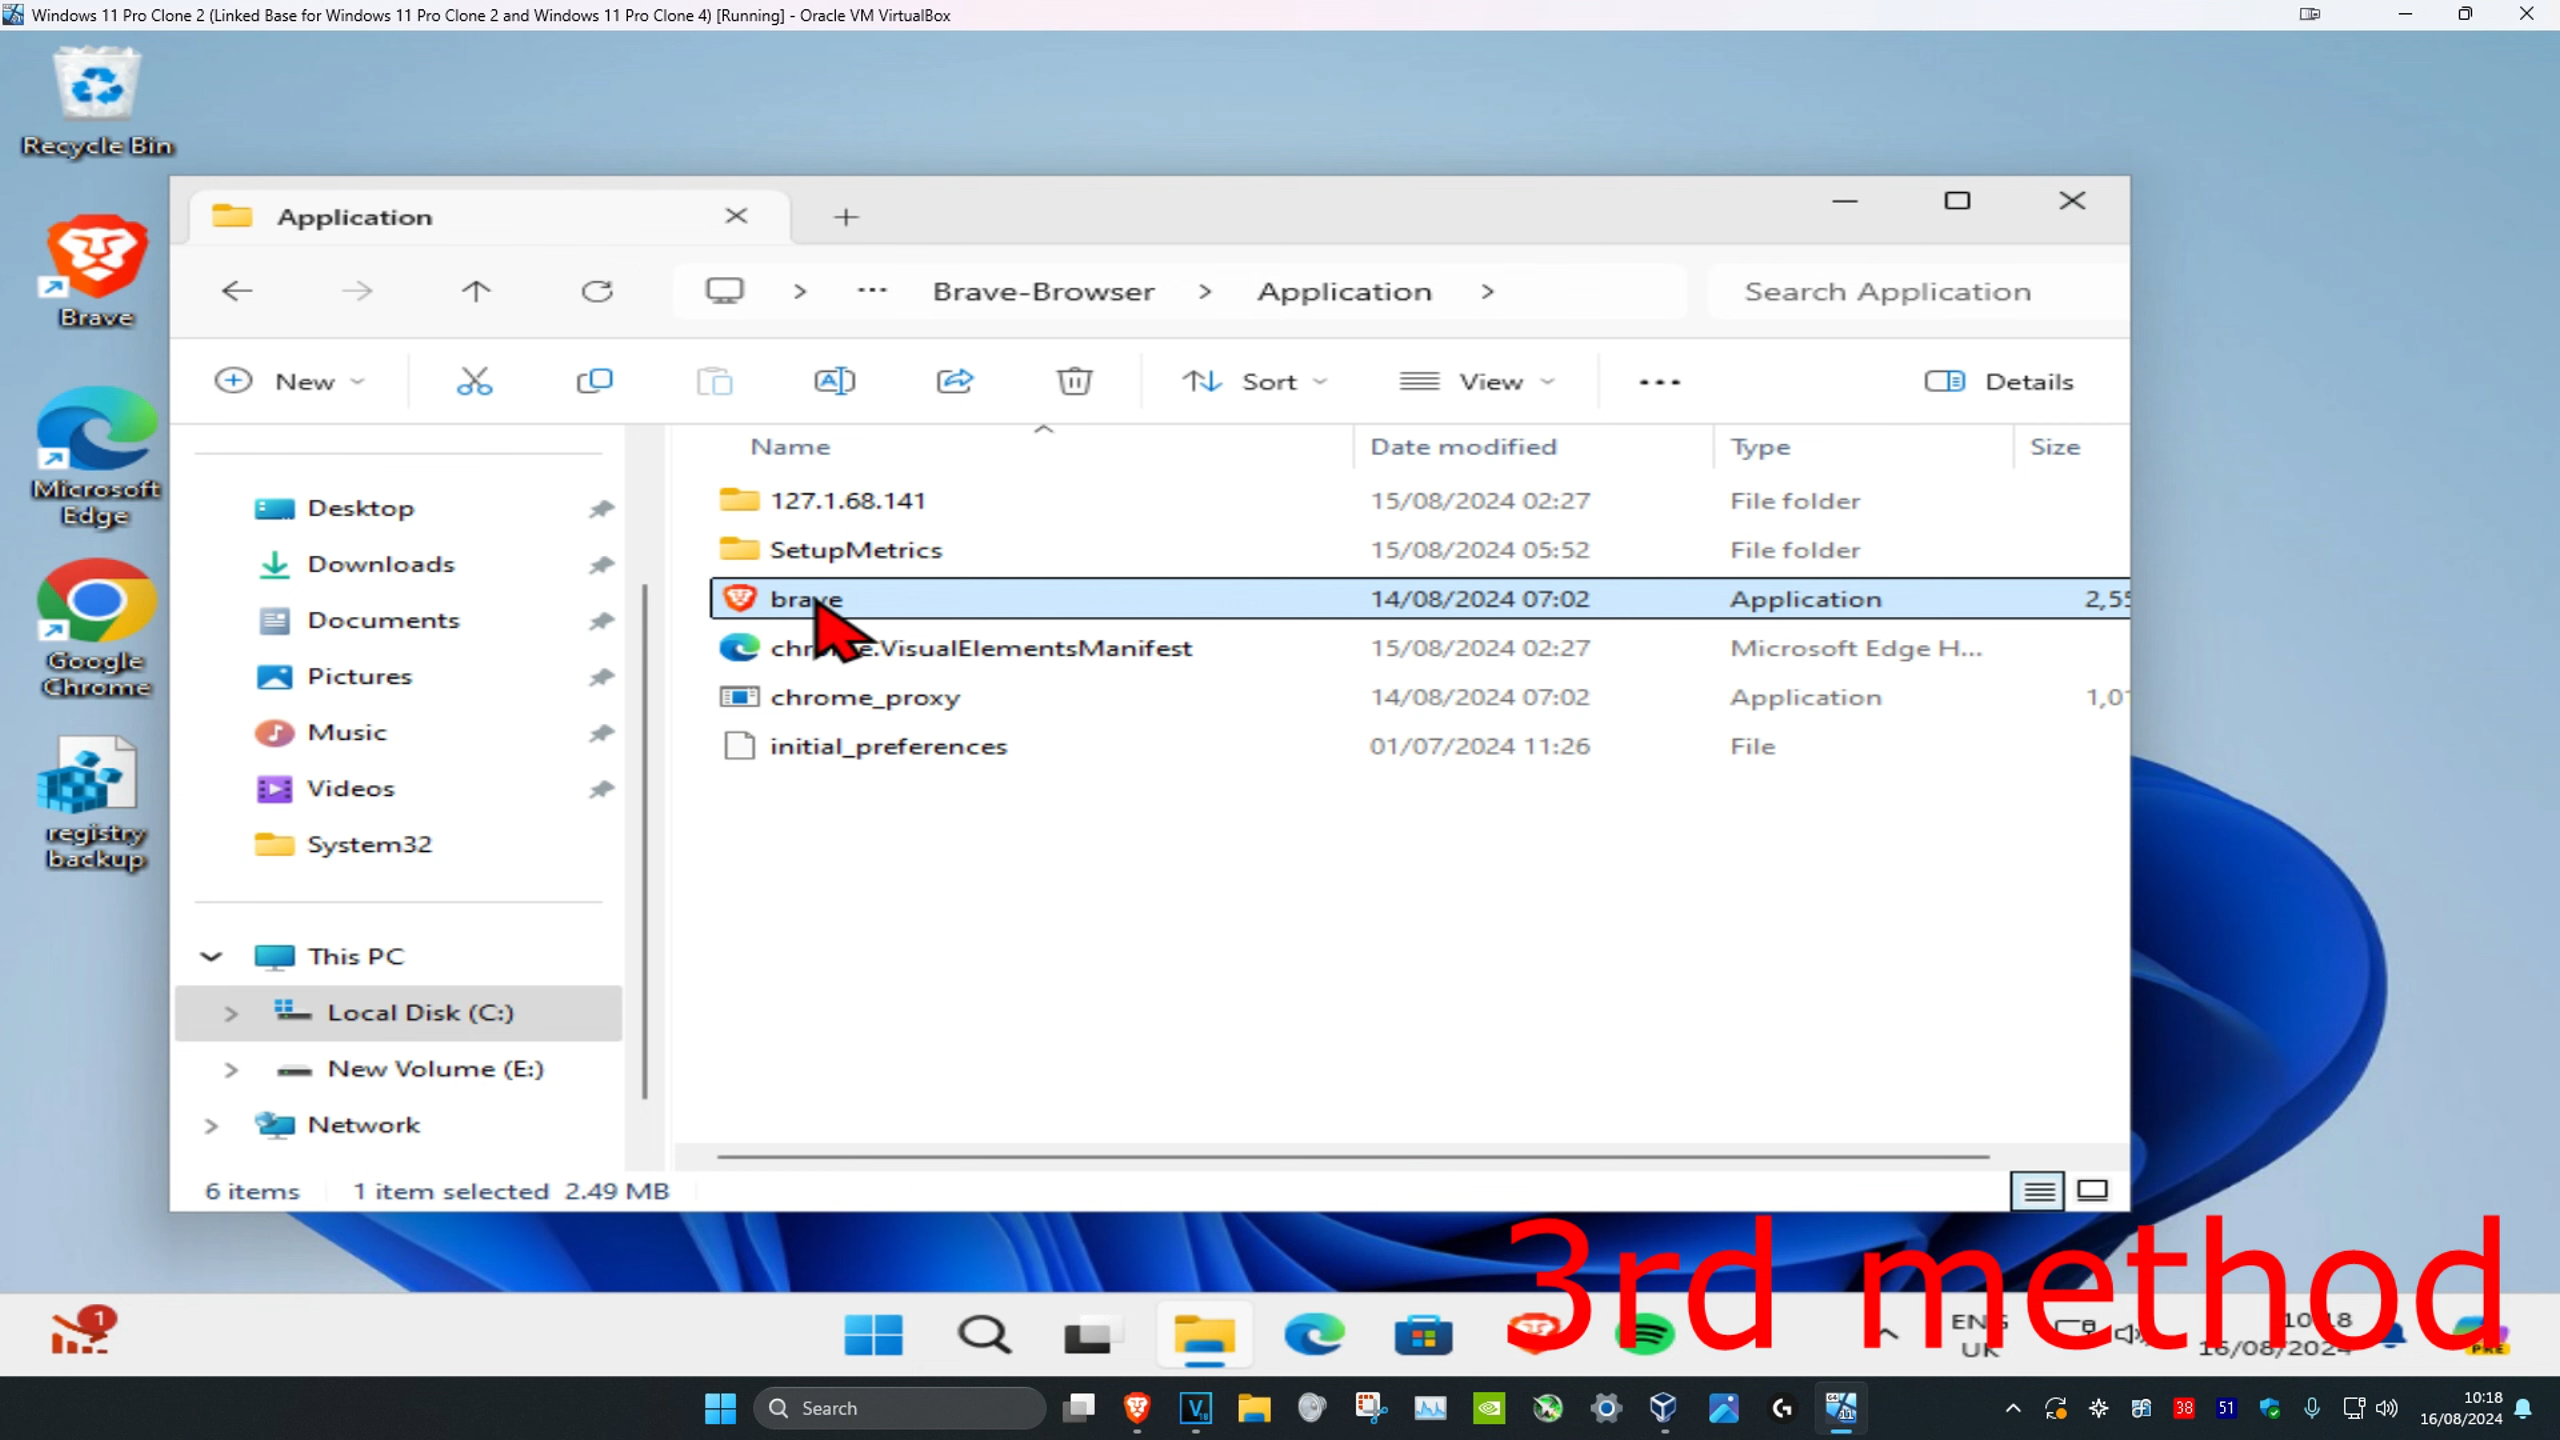 Windows 11 Pro Clone 2 (Linked Base for Windows 11 Pro Clone 2 and Windows 11 Pro Clone 4) [Running] - Oracle VM VirtualBox
Recycle Bin
Brave
Microsoft
Edge
Google
Chrome
registry
backup
Application
Brave-Browser
Application
Search Application
New
Sort
View
Details
Desktop
Downloads
Documents
Pictures
Music
Videos
System32
This PC
Local Disk (C:)
New Volume (E:)
Network
Name Date modified Type Size
127.1.68.141 15/08/2024 02:27 File folder
SetupMetrics 15/08/2024 05:52 File folder
brave 14/08/2024 07:02 Application 2,55
VisualElementsManifest 15/08/2024 02:27 Microsoft Edge H...
chrome_proxy 14/08/2024 07:02 Application 1,01
initial_preferences 01/07/2024 11:26 File
6 items 1 item selected 2.49 MB
3rd method
1
ENG
UK
10:18
16/08/2024
PRE
Search
38
51
10:18
16/08/2024